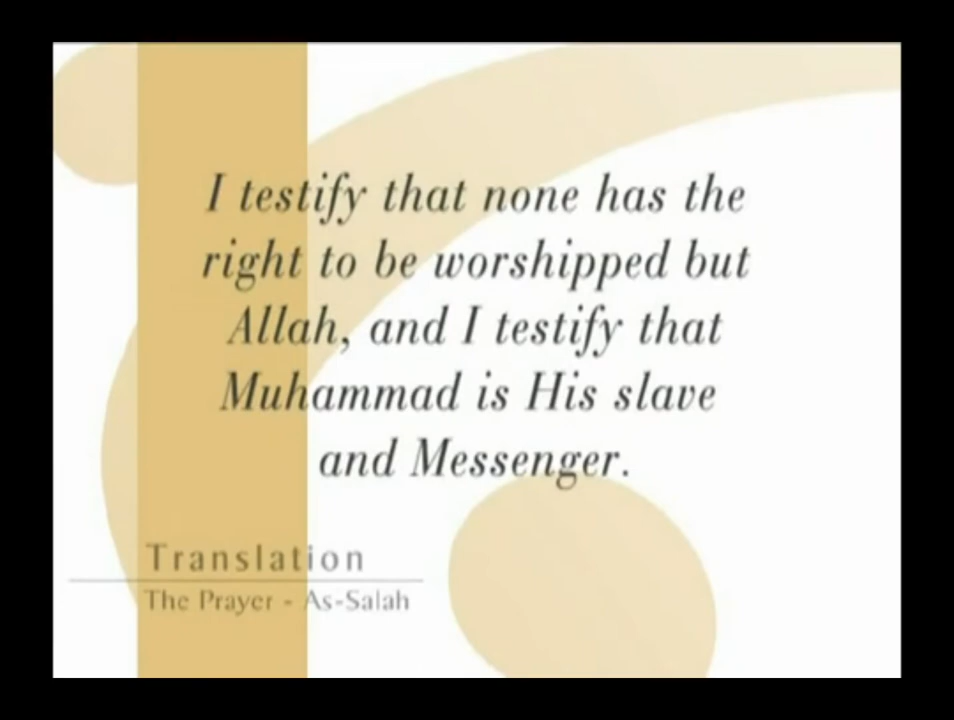 I testify that none has the
right to be worshipped but
Allah, and I testify that
Muhammad is His slave
and Messenger.
Translation
The Prayer - As-Salah